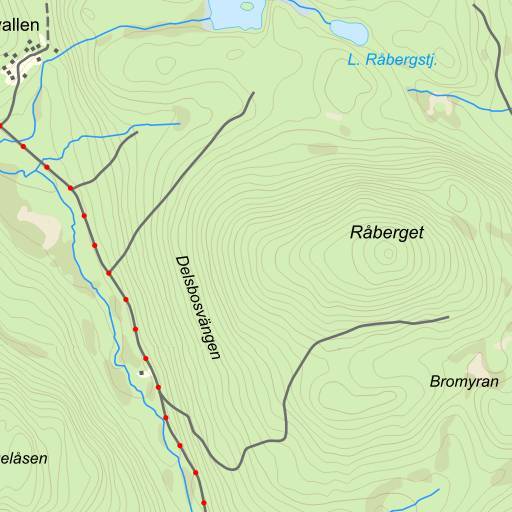 vallen
L. Råbergstj.
Råberget
Delsbosvängen
Bromyran
elåsen